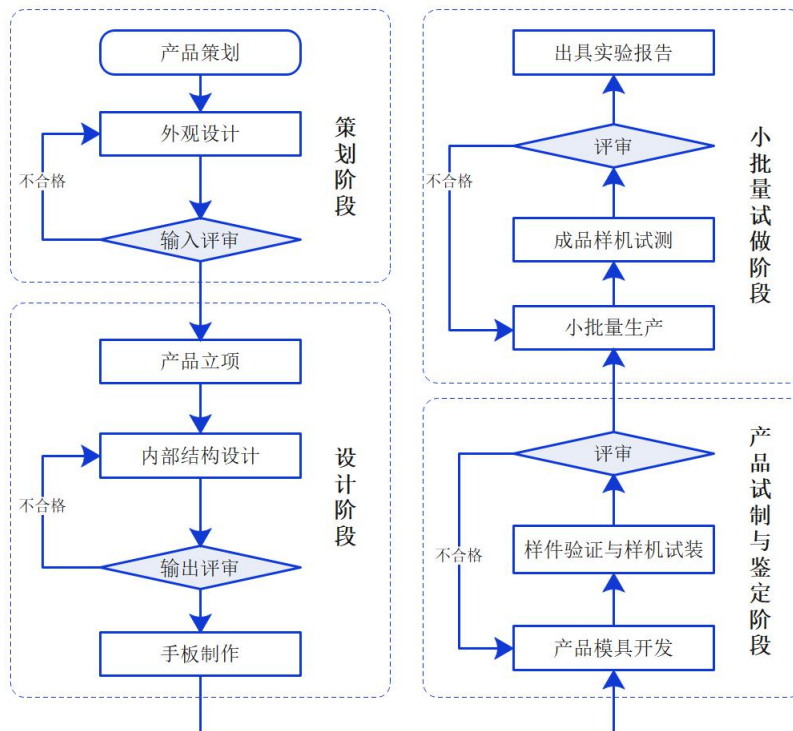 产品策划
外观设计
不合格
输入评审
策划阶段
产品立项
内部结构设计
不合格
输出评审
手板制作
设计阶段
出具实验报告
评审
不合格
成品样机试测
小批量生产
小批量试做阶段
评审
不合格
样件验证与样机试装
产品模具开发
产品试制与鉴定阶段